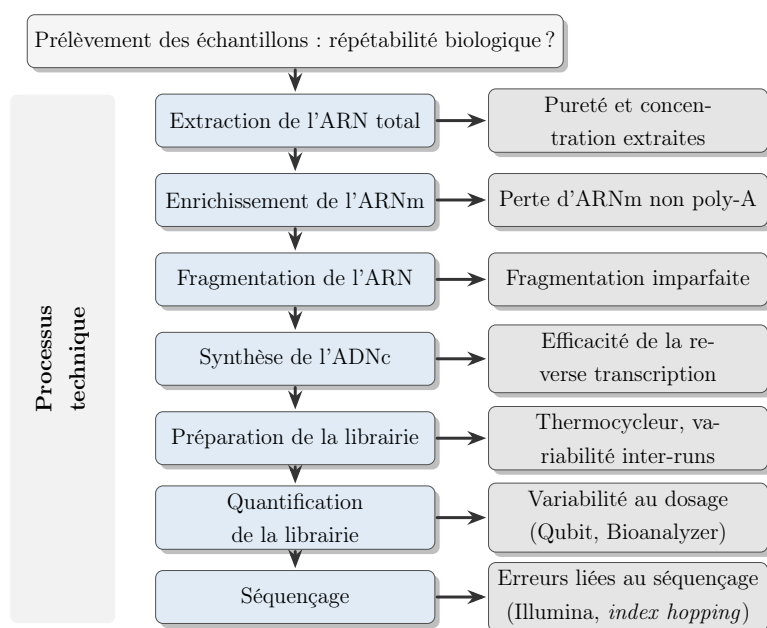 Prélèvement des échantillons : répétabilité biologique ?
Processus
technique
Extraction de l'ARN total
Pureté et concen-
tration extraites
Enrichissement de l'ARNm
Perte d'ARNm non poly-A
Fragmentation de l'ARN
Fragmentation imparfaite
Synthèse de l'ADNc
Efficacité de la re-
verse transcription
Préparation de la librairie
Thermocycleur, va-
riabilité inter-runs
Quantification
de la librairie
Variabilité au dosage
(Qubit, Bioanalyzer)
Séquençage
Erreurs liées au séquençage
(Illumina, index hopping)